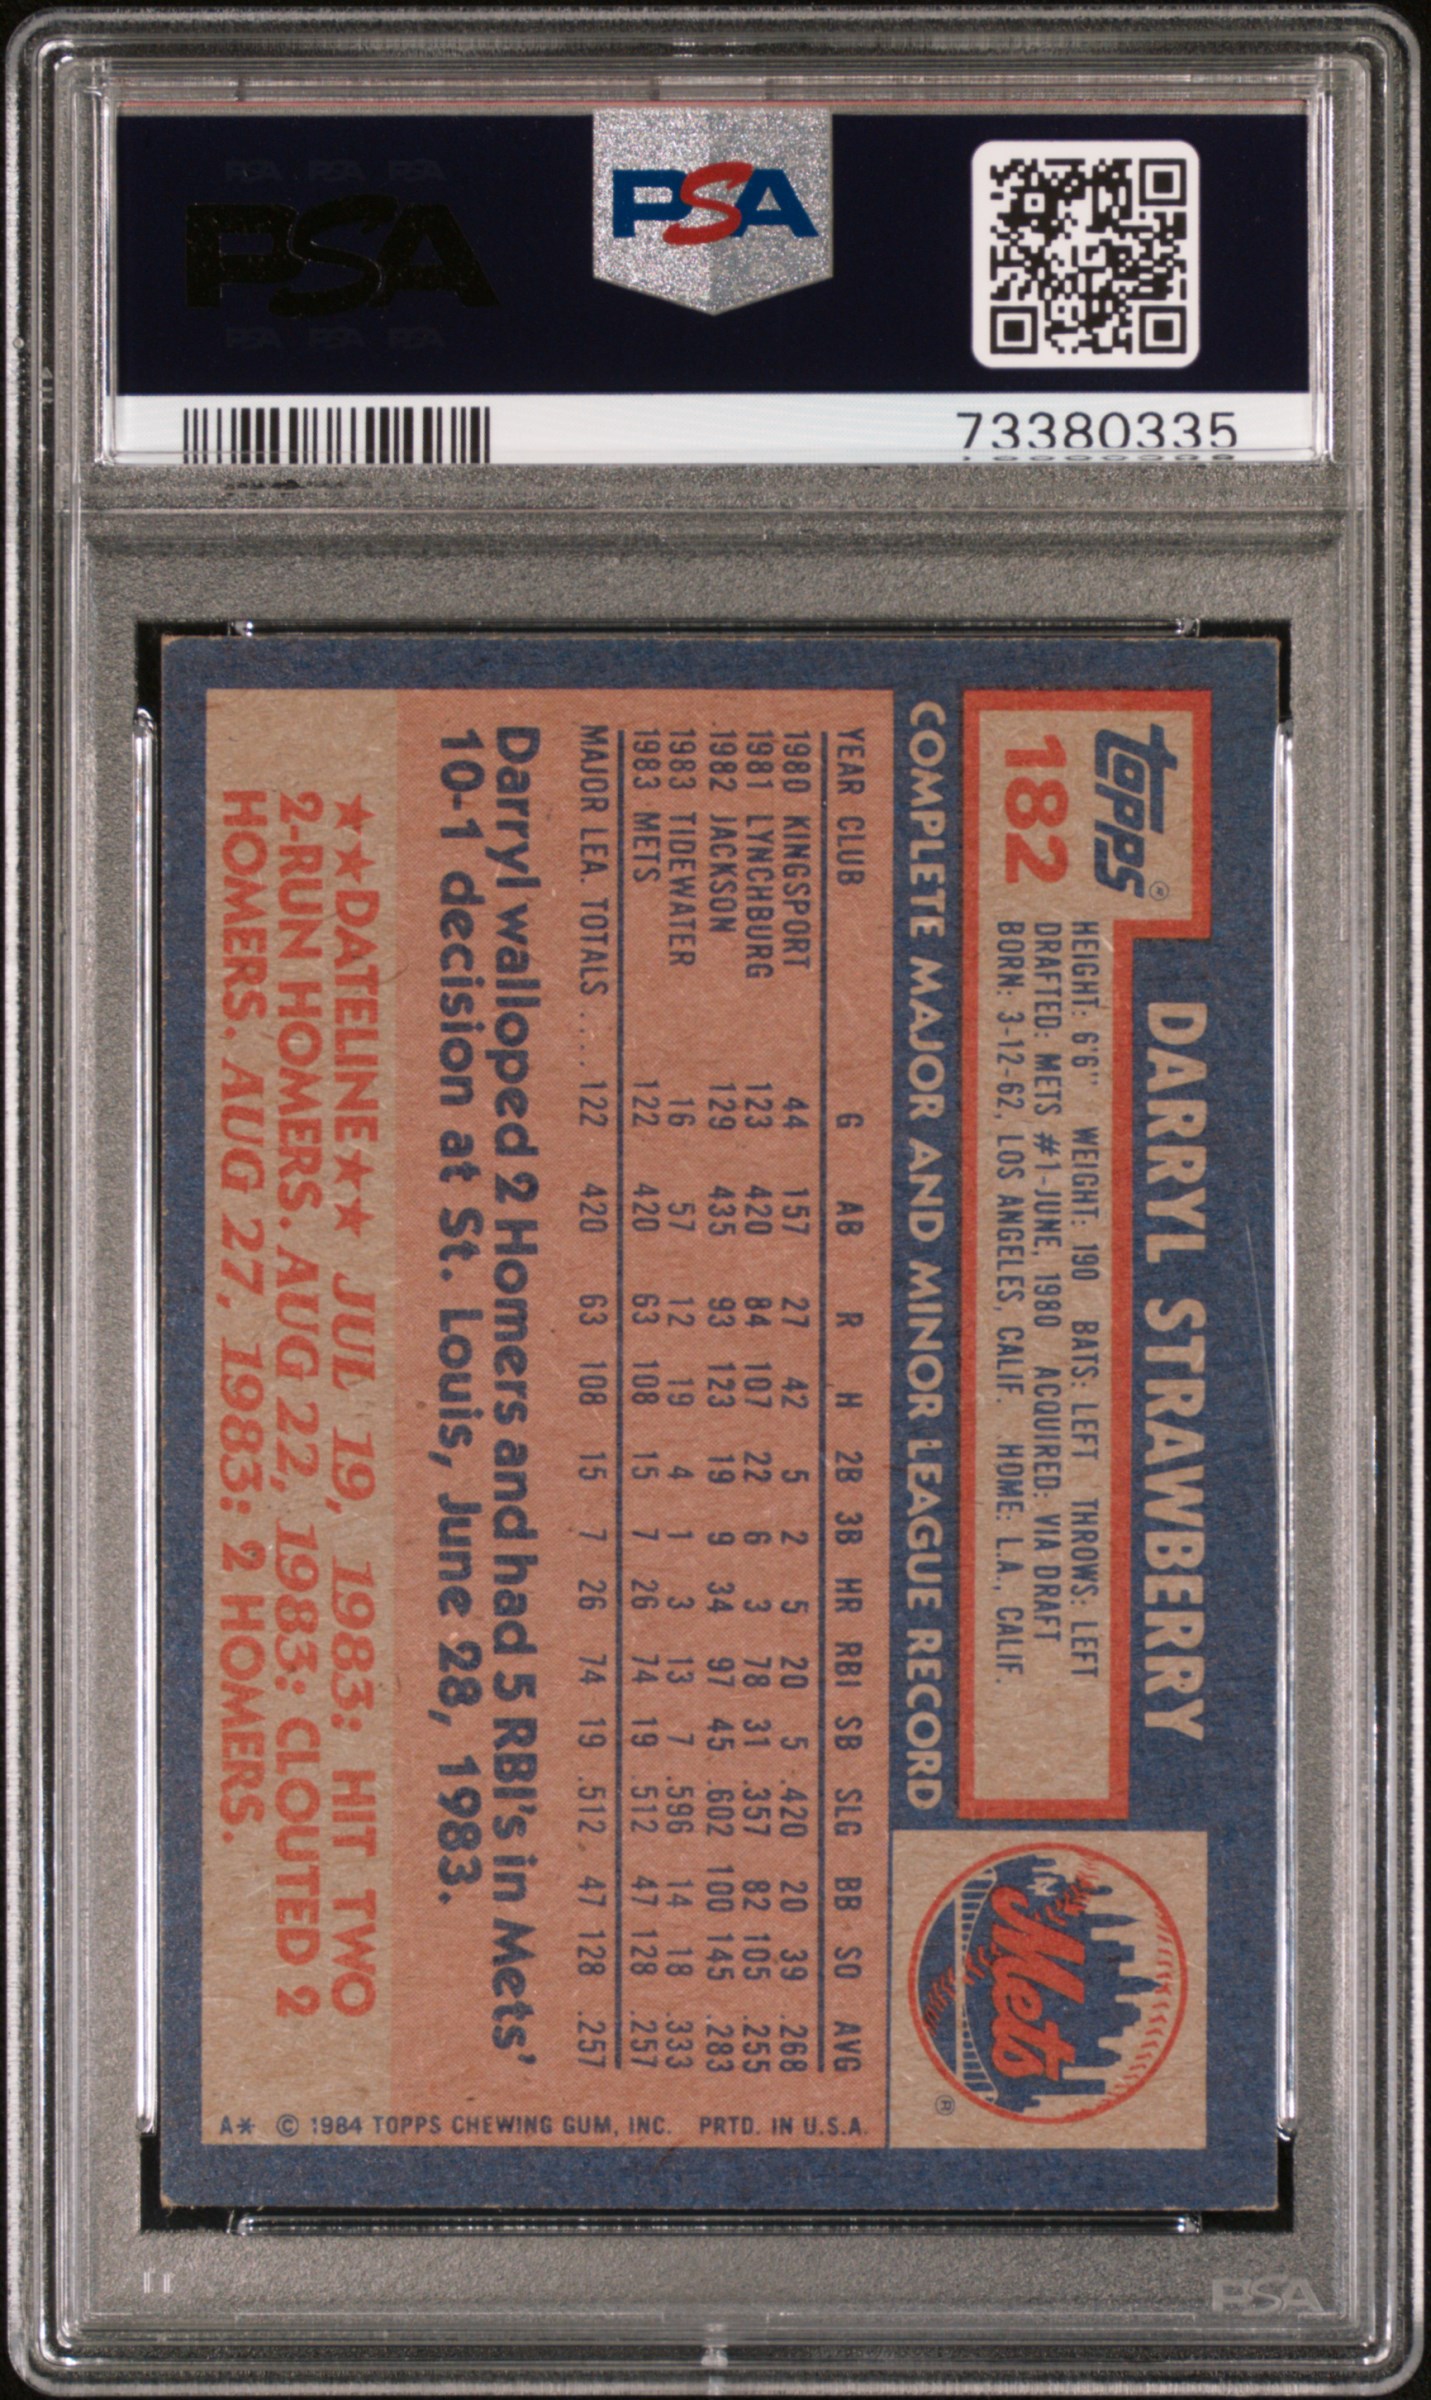 PSA PSA PSA
PSA
PSA PSA PSA
PSA
73380335
topps®
182
DARRYL STRAWBERRY
HEIGHT: 6'6" WEIGHT: 190 BATS: LEFT THROWS: LEFT
DRAFTED: METS #1-JUNE, 1980 ACQUIRED: VIA DRAFT
BORN: 3-12-62, LOS ANGELES, CALIF. HOME: L.A., CALIF.
Mets
®
COMPLETE MAJOR AND MINOR LEAGUE RECORD
YEAR CLUB G AB R H 2B 3B HR RBI SB SLG BB SO AVG
1980 KINGSPORT 44 157 27 42 5 2 5 20 5 .420 20 39 .268
1981 LYNCHBURG 123 420 84 107 22 6 3 78 31 .357 82 105 .255
1982 JACKSON 129 435 93 123 19 9 34 97 45 .602 100 145 .283
1983 TIDEWATER 16 57 12 19 4 1 3 13 7 .596 14 18 .333
1983 METS 122 420 63 108 15 7 26 74 19 .512 47 128 .257
MAJOR LEA. TOTALS .... 122 420 63 108 15 7 26 74 19 .512 47 128 .257
Darryl walloped 2 Homers and had 5 RBI's in Mets'
10-1 decision at St. Louis, June 28, 1983.
★★DATELINE★★ JUL 19, 1983: HIT TWO
2-RUN HOMERS. AUG 22, 1983: CLOUTED 2
HOMERS. AUG 27, 1983: 2 HOMERS.
A* © 1984 TOPPS CHEWING GUM, INC. PRTD. IN U.S.A.
PSA